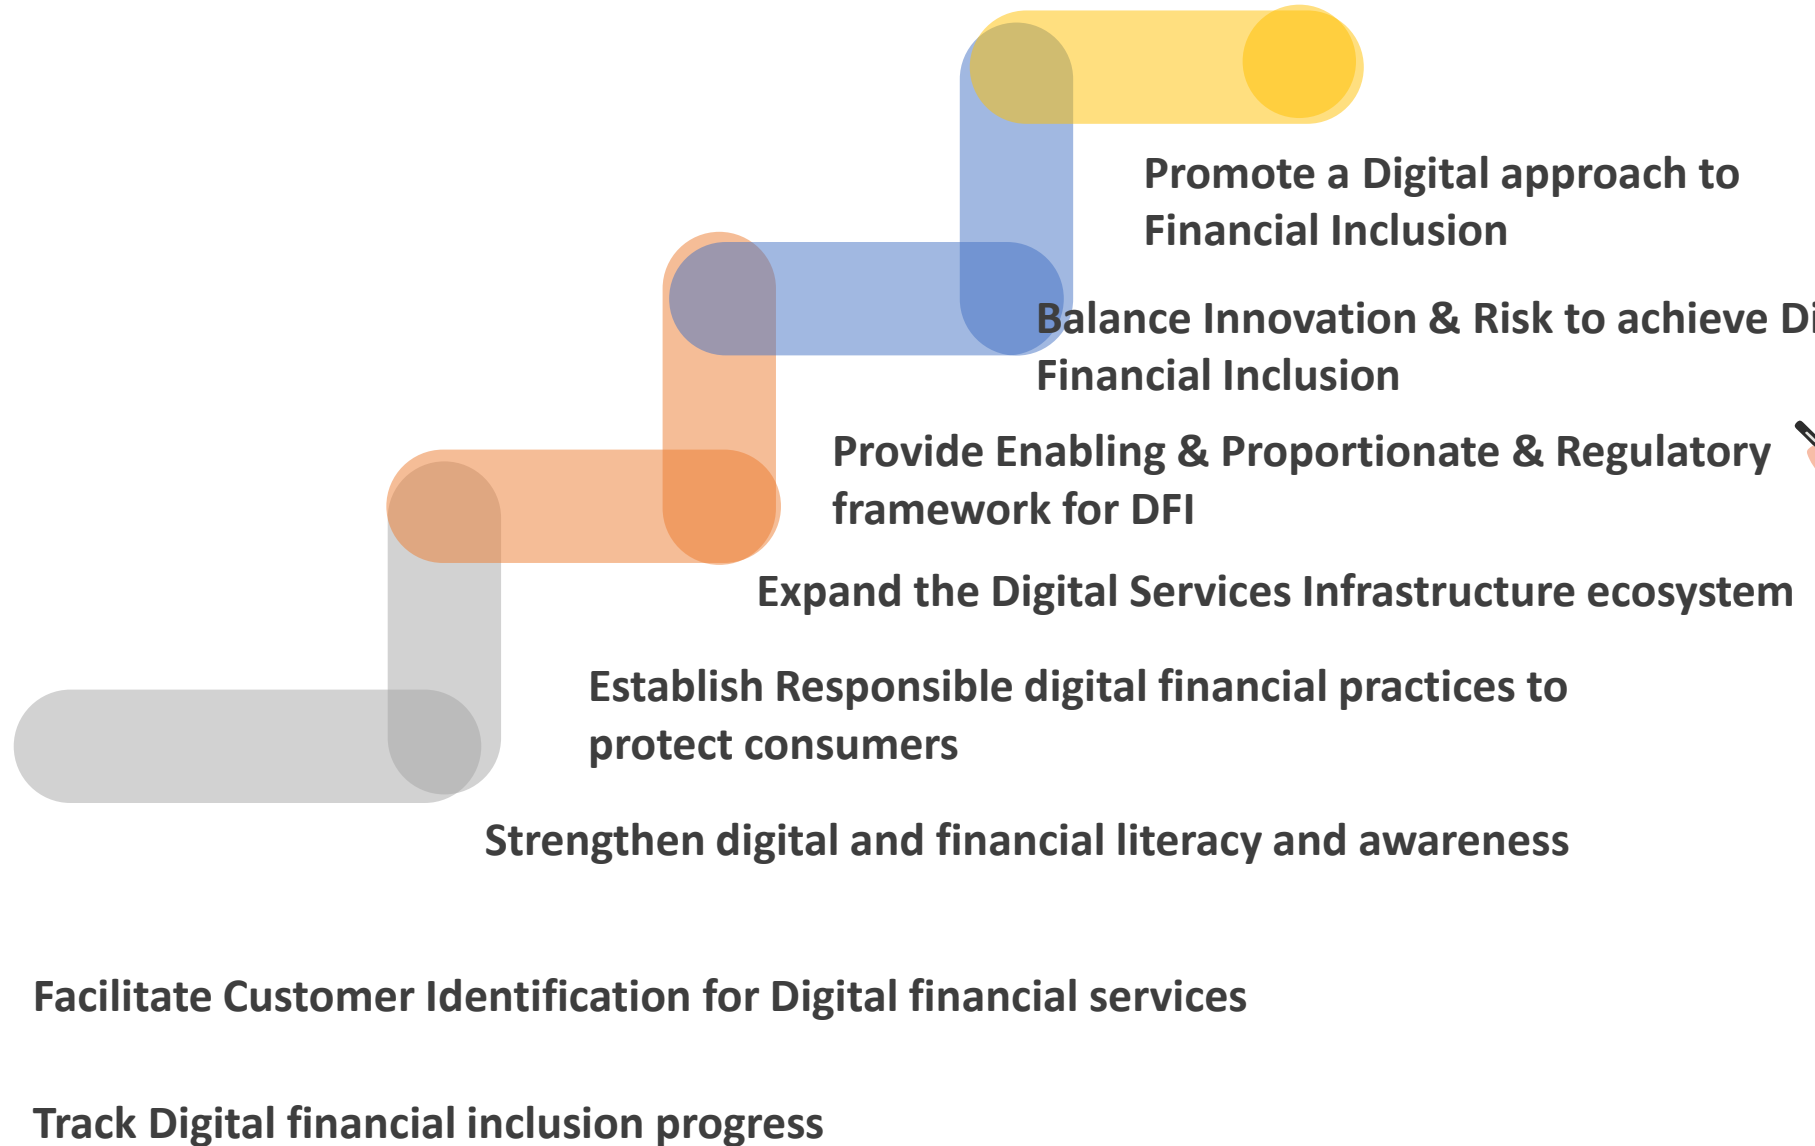 Promote a Digital approach to
Financial Inclusion
Balance Innovation & Risk to achieve Di
Financial Inclusion
Provide Enabling & Proportionate & Regulatory
framework for DFI
Expand the Digital Services Infrastructure ecosystem
Establish Responsible digital financial practices to
protect consumers
Strengthen digital and financial literacy and awareness
Facilitate Customer Identification for Digital financial services
Track Digital financial inclusion progress